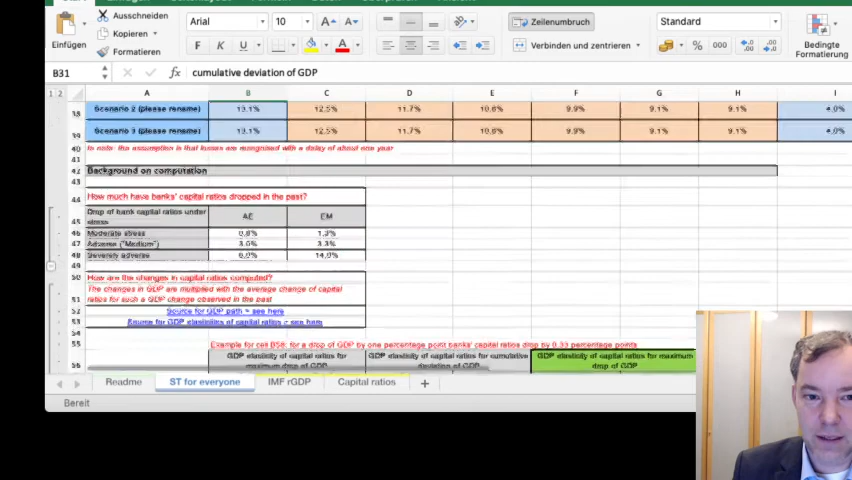 Ausschneiden
Arial 10
Zeilenumbruch
Standard
Einfügen
Kopieren
Formatieren
F K U A A
Verbinden und zentrieren
% 000
Bedingte
Formatierung
B31 fx cumulative deviation of GDP
1 2 A B C D E F G H I
38 Scenario 2 (please rename) 13.1% 12.5% 11.7% 10.8% 9.9% 9.1% 9.1% 4.0%
39 Scenario 3 (please rename) 13.1% 12.5% 11.7% 10.8% 9.9% 9.1% 9.1% 4.0%
40 to note: the assumption is that losses are recognised with a delay of about one year
41
42 Background on computation
43
44 How much have banks' capital ratios dropped in the past?
45 Drop of bank capital ratios under stress AE EM
46 Moderate stress 0.8% 1.3%
47 Adverse ("Medium") 3.0% 3.3%
48 Severely adverse 6.0% 14.0%
49
50 How are the changes in capital ratios computed?
51 The changes in GDP are multiplied with the average change of capital
ratios for such a GDP change observed in the past
52 Source for GDP path - see here
53 Source for GDP elasticities of capital ratios - see here
54
55 Example for cell B58: for a drop of GDP by one percentage point banks' capital ratios drop by 0.33 percentage points
56 GDP elasticity of capital ratios for maximum drop of GDP
GDP elasticity of capital ratios for cumulative deviation of GDP
GDP elasticity of capital ratios for maximum drop of GDP
Readme ST for everyone IMF rGDP Capital ratios +
Bereit